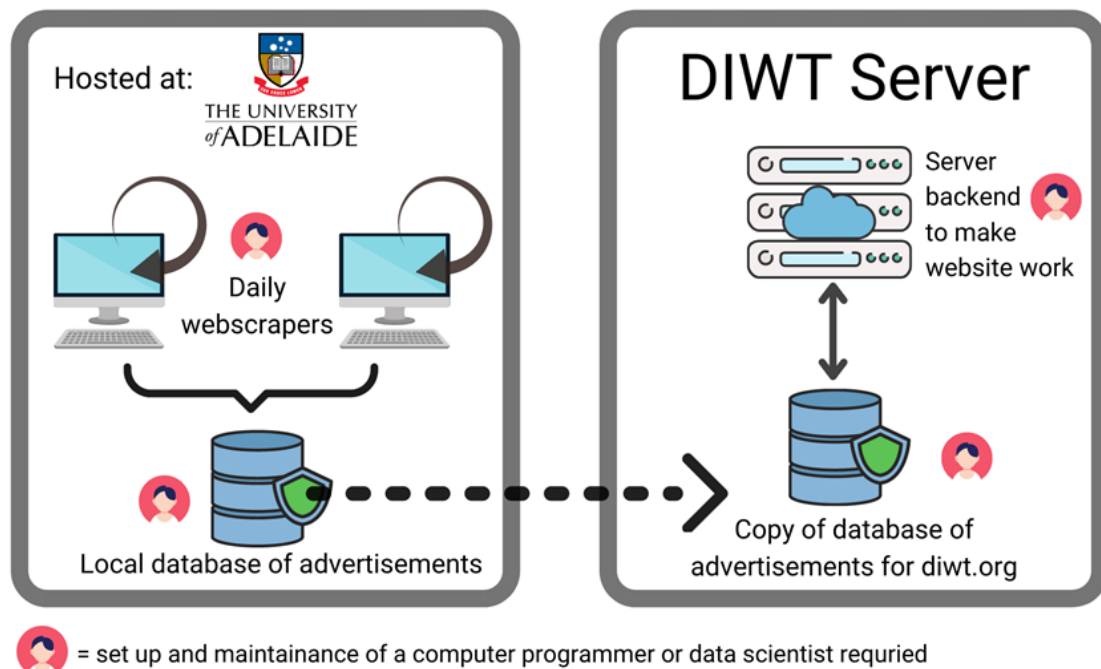 Hosted at:
THE UNIVERSITY
of ADELAIDE
Daily
webscrapers
Local database of advertisements
DIWT Server
Server
backend
to make
website work
Copy of database of
advertisements for diwt.org
= set up and maintainance of a computer programmer or data scientist requried